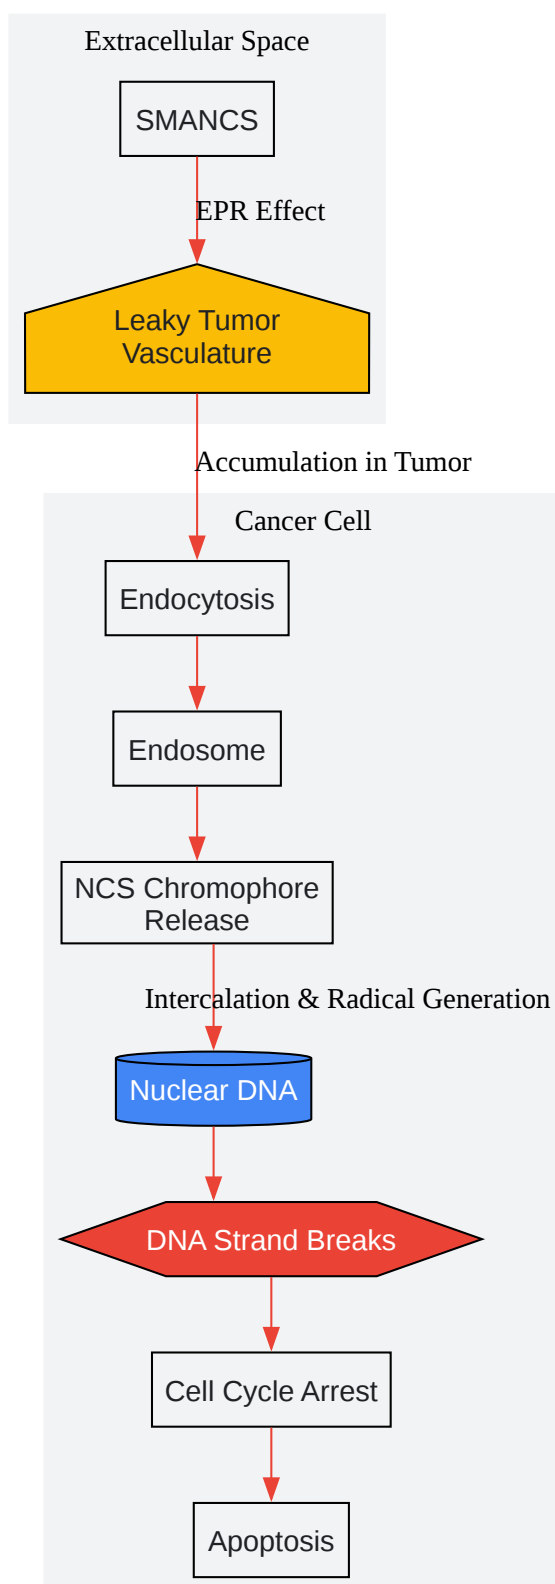 Extracellular Space
SMANCS
EPR Effect
Leaky Tumor
Vasculature
Accumulation in Tumor
Cancer Cell
Endocytosis
Endosome
NCS Chromophore
Release
Intercalation & Radical Generation
Nuclear DNA
DNA Strand Breaks
Cell Cycle Arrest
Apoptosis